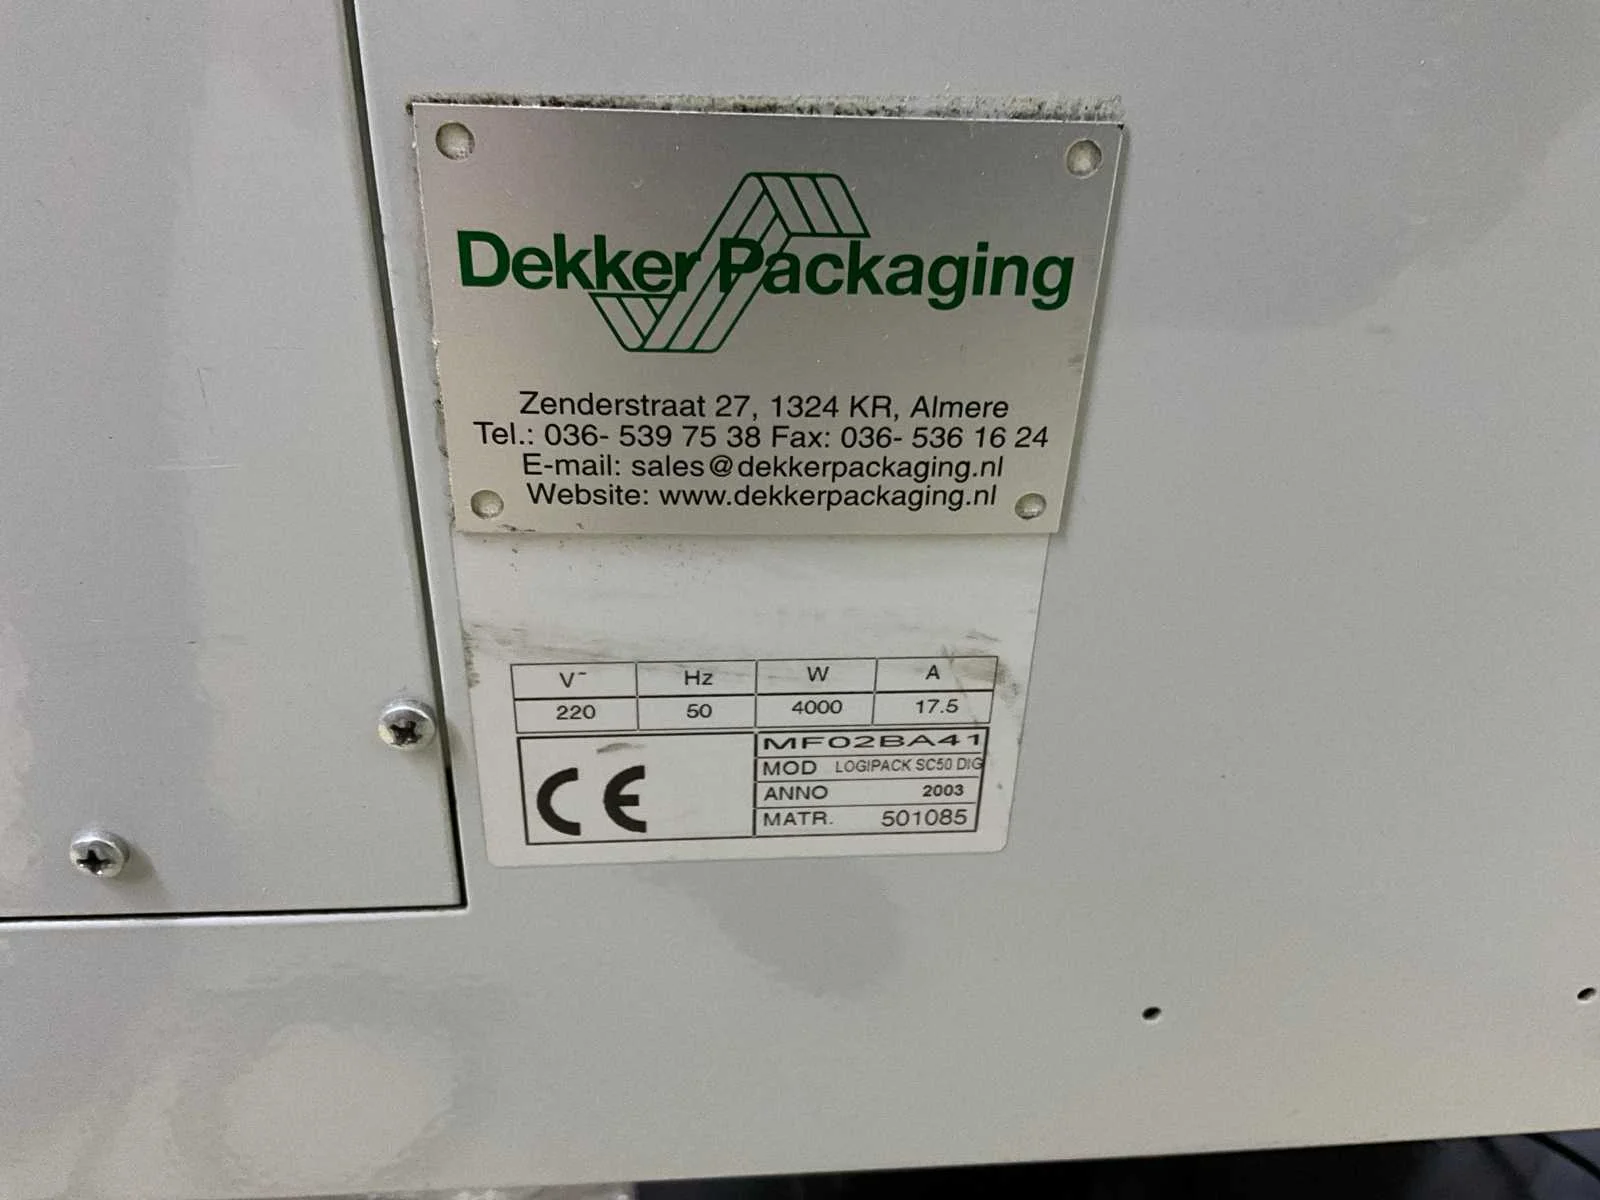 Dekker Packaging
Zenderstraat 27, 1324 KR, Almere
Tel.: 036- 539 75 38 Fax: 036- 536 16 24
E-mail: sales@dekkerpackaging.nl
Website: www.dekkerpackaging.nl
V~ Hz W A
220 50 4000 17.5
CE
MF02BA41
MOD LOGIPACK SC50 DIG
ANNO 2003
MATR. 501085